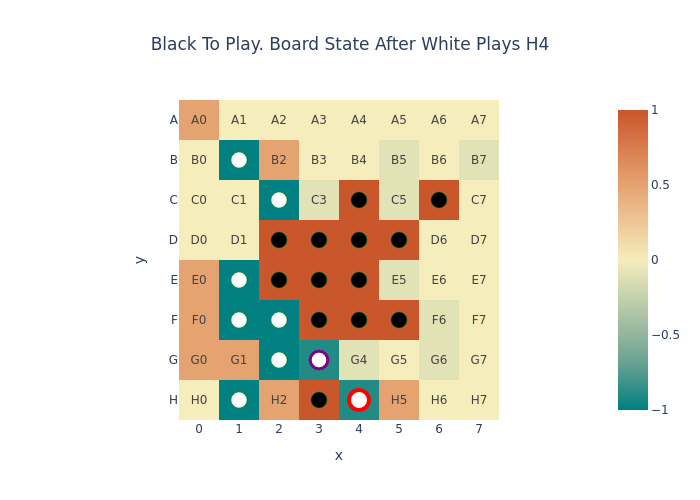 Black To Play. Board State After White Plays H4
A A0 A1 A2 A3 A4 A5 A6 A7
B B0 B2 B3 B4 B5 B6 B7
C C0 C1 C3 C5 C7
D D0 D1 D6 D7
E E0 E5 E6 E7
F F0 F6 F7
G G0 G1 G4 G5 G6 G7
H H0 H2 H5 H6 H7
0 1 2 3 4 5 6 7
x
y
1
0.5
0
−0.5
−1